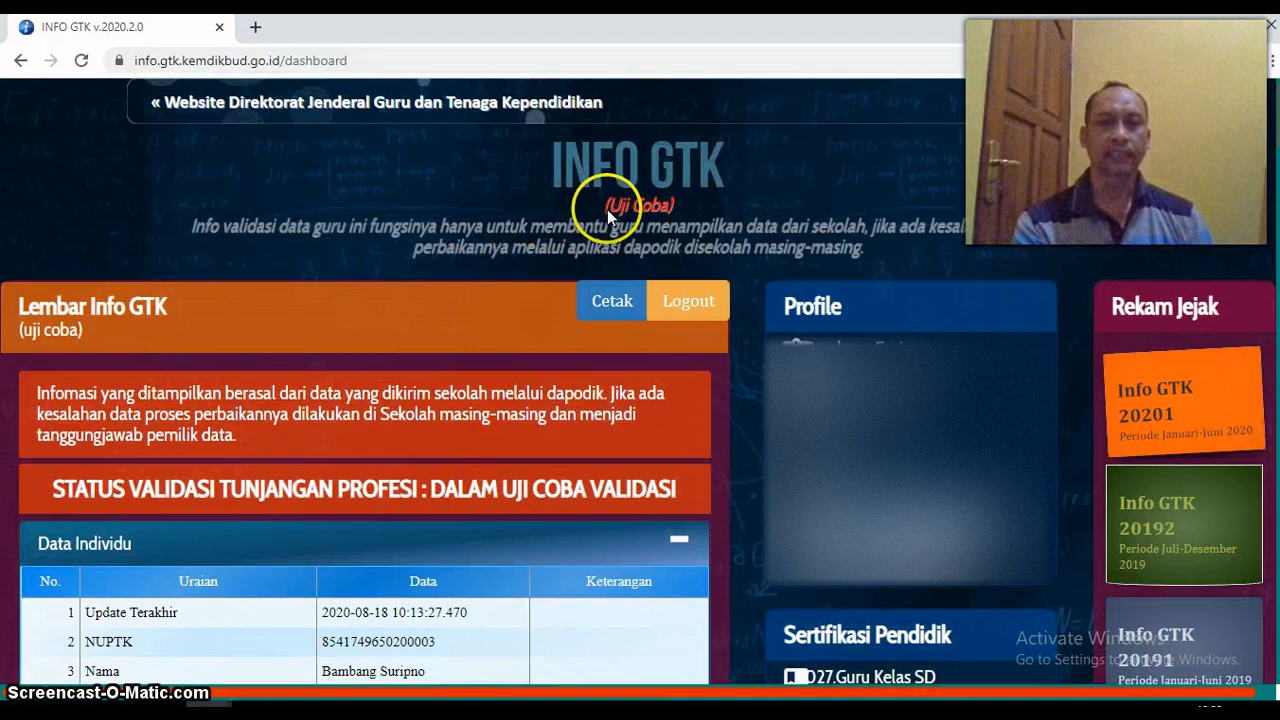 INFO GTK v.2020.2.0
info.gtk.kemdikbud.go.id/dashboard
« Website Direktorat Jenderal Guru dan Tenaga Kependidikan
INFO GTK
(Uji Coba)
Info validasi data guru ini fungsinya hanya untuk membantu guru menampilkan data dari sekolah, jika ada
perbaikannya melalui aplikasi dapodik disekolah masing-masing.
Lembar Info GTK
(uji coba)
Cetak
Logout
Infomasi yang ditampilkan berasal dari data yang dikirim sekolah melalui dapodik. Jika ada
kesalahan data proses perbaikannya dilakukan di Sekolah masing-masing dan menjadi
tanggungjawab pemilik data.
STATUS VALIDASI TUNJANGAN PROFESI : DALAM UJI COBA VALIDASI
Data Individu
No. Uraian Data Keterangan
1 Update Terakhir 2020-08-18 10:13:27.470
2 NUPTK 8541749650200003
3 Nama Bambang Suripno
Profile
Sertifikasi Pendidik
027.Guru Kelas SD
Rekam Jejak
Info GTK
20201
Periode Januari-Juni 2020
Info GTK
20192
Periode Juli-Desember
2019
Info GTK
20191
Periode Januari-Juni 2019
Activate Windows
Go to Settings to activate Windows.
Screencast-O-Matic.com